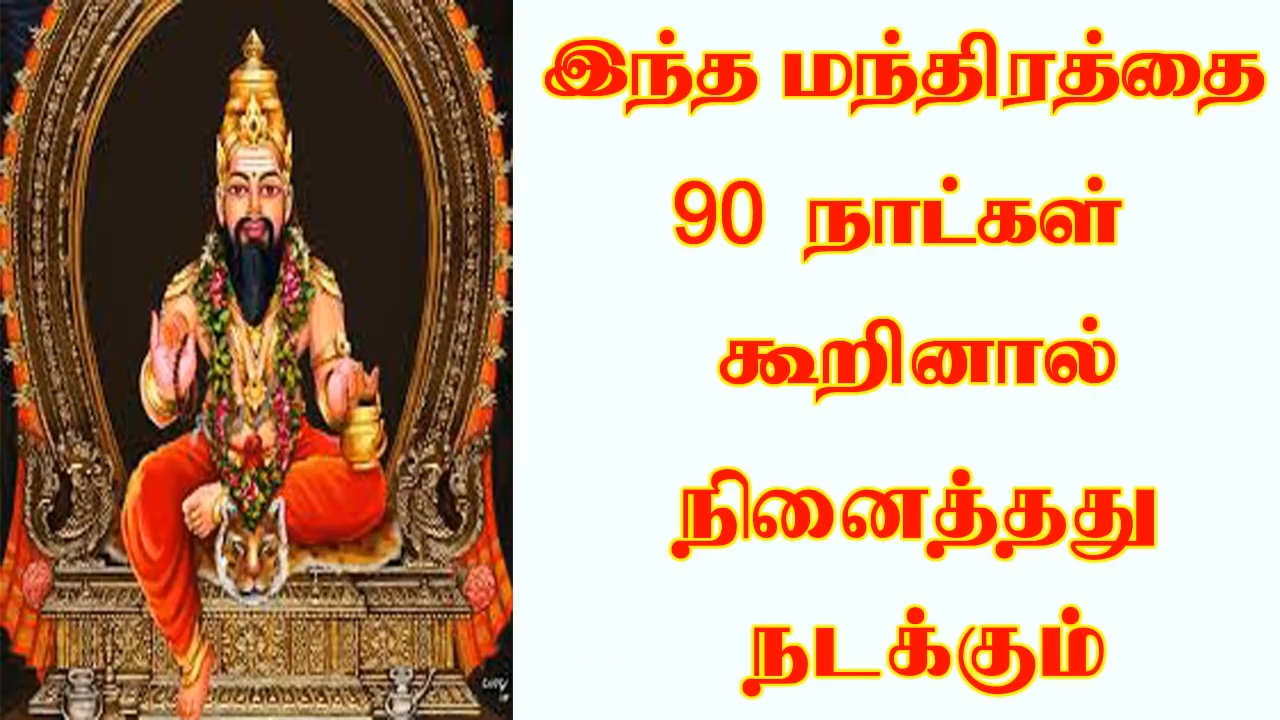 இந்த மந்திரத்தை
90 நாட்கள்
கூறினால்
நினைத்தது
நடக்கும்